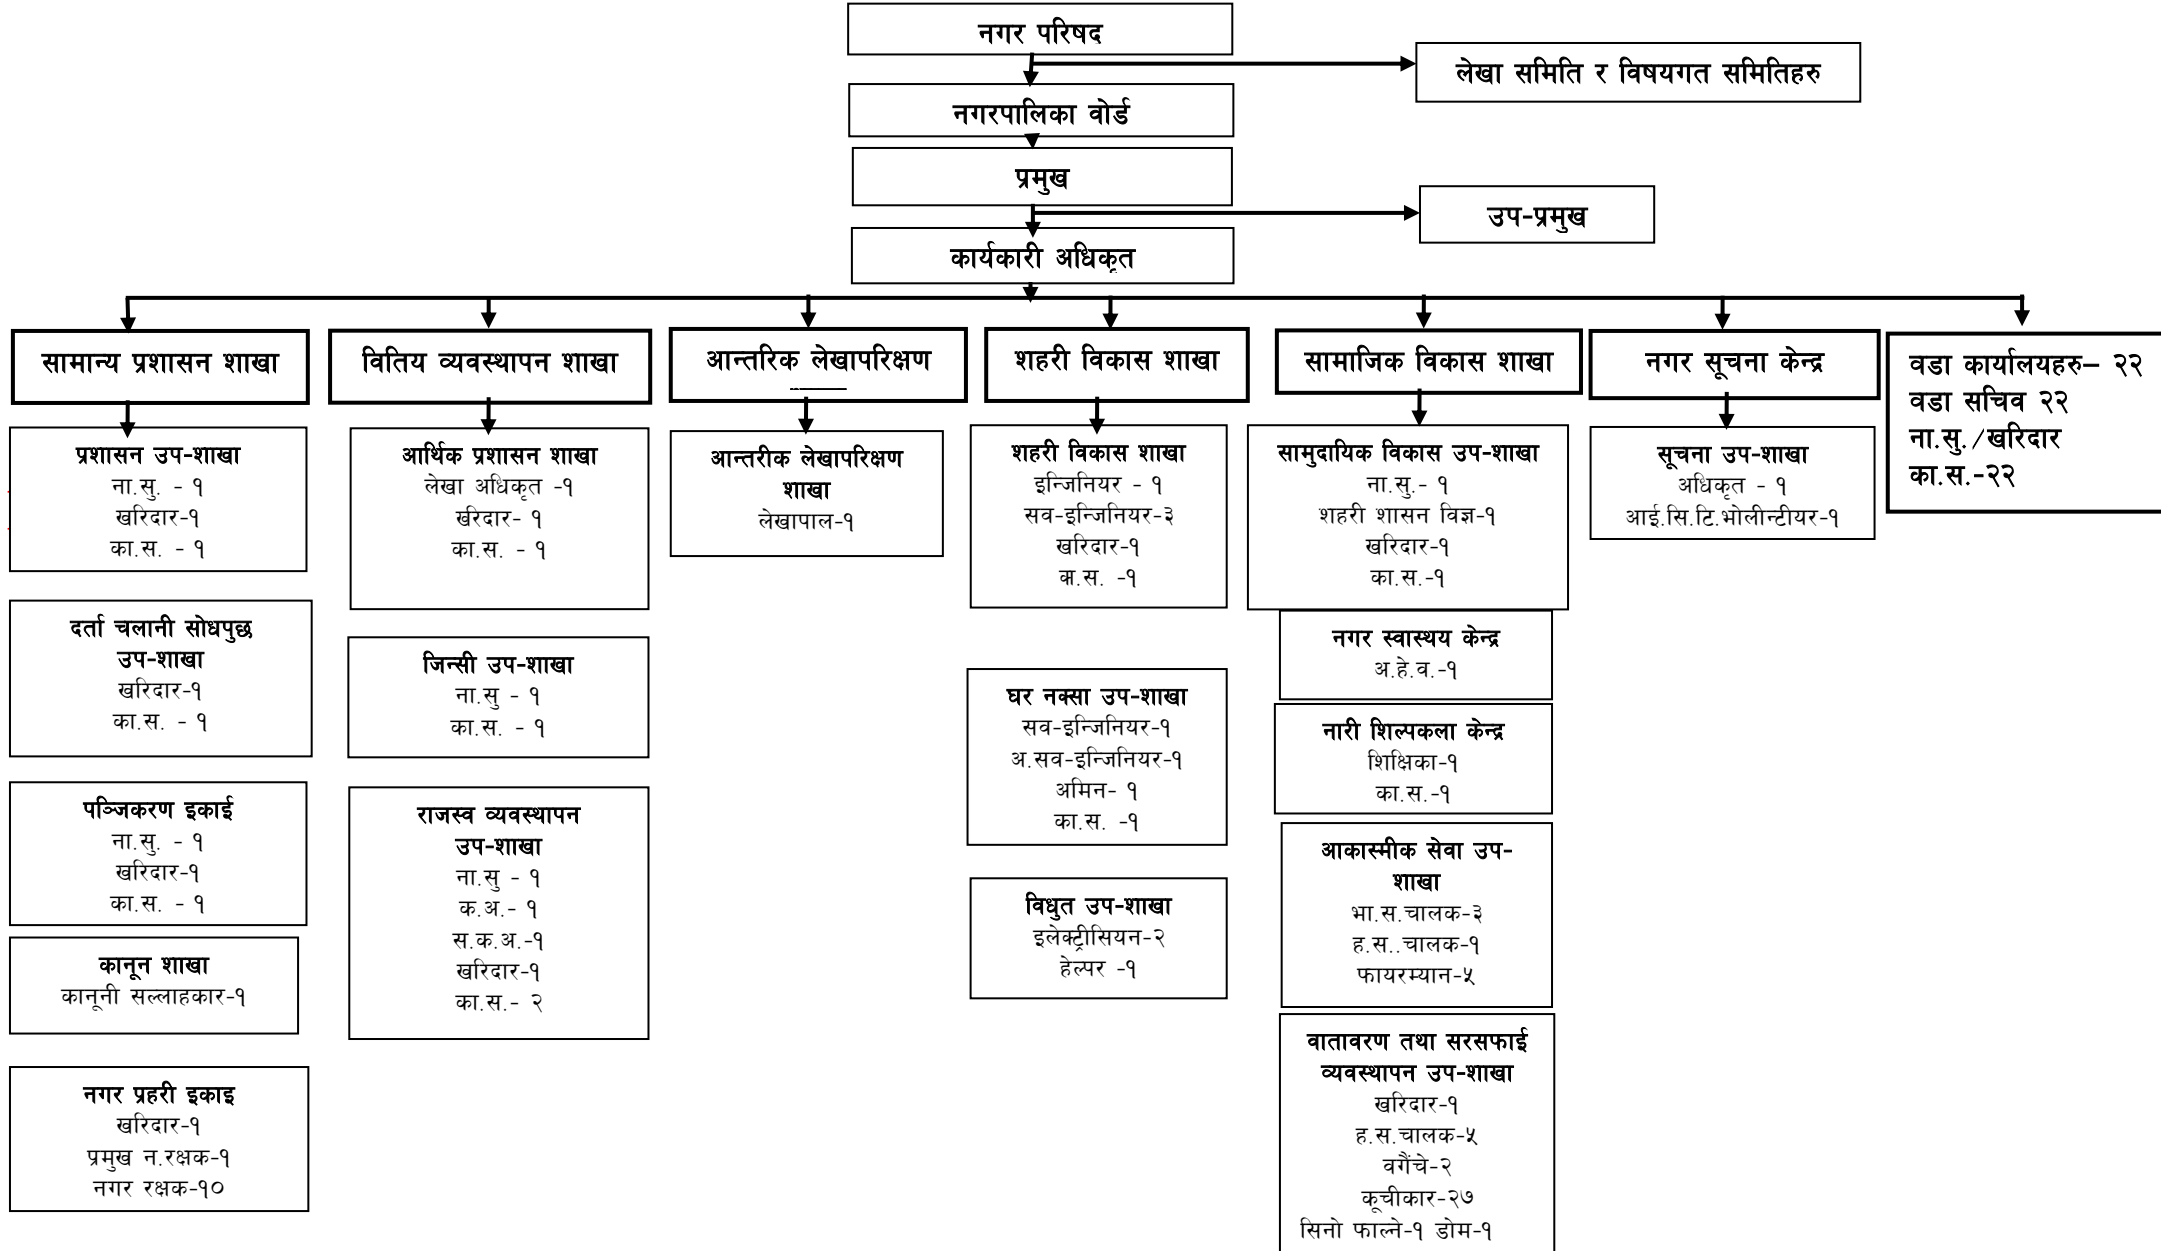 नगर परिषद
लेखा समिति र विषयगत समितिहरु
नगरपालिका वोर्ड
प्रमुख
उप-प्रमुख
कार्यकारी अधिकृत
सामान्य प्रशासन शाखा
वितिय व्यवस्थापन शाखा
आन्तरिक लेखापरिक्षण
शहरी विकास शाखा
सामाजिक विकास शाखा
नगर सूचना केन्द्र
वडा कार्यालयहरु– २२
वडा सचिव २२
ना.सु./खरिदार
का.स.-२२
प्रशासन उप-शाखा
ना.सु. - १
खरिदार-१
का.स. - १
दर्ता चलानी सोधपुछ
उप-शाखा
खरिदार-१
का.स. - १
पञ्जिकरण इकाई
ना.सु. - १
खरिदार-१
का.स. - १
कानून शाखा
कानूनी सल्लाहकार-१
नगर प्रहरी इकाइ
खरिदार-१
प्रमुख न.रक्षक-१
नगर रक्षक-१०
आर्थिक प्रशासन शाखा
लेखा अधिकृत -१
खरिदार- १
का.स. - १
जिन्सी उप-शाखा
ना.सु - १
का.स. - १
राजस्व व्यवस्थापन
उप-शाखा
ना.सु - १
क.अ.- १
स.क.अ.-१
खरिदार-१
का.स.- २
आन्तरीक लेखापरिक्षण
शाखा
लेखापाल-१
शहरी विकास शाखा
इन्जिनियर - १
सव-इन्जिनियर-३
खरिदार-१
का.स. -१
घर नक्सा उप-शाखा
सव-इन्जिनियर-१
अ.सव-इन्जिनियर-१
अमिन- १
का.स. -१
विधुत उप-शाखा
इलेक्ट्रीसियन-२
हेल्पर -१
सामुदायिक विकास उप-शाखा
ना.सु.- १
शहरी शासन विज्ञ-१
खरिदार-१
का.स.-१
नगर स्वास्थय केन्द्र
अ.हे.व.-१
नारी शिल्पकला केन्द्र
शिक्षिका-१
का.स.-१
आकास्मीक सेवा उप-
शाखा
भा.स.चालक-३
ह.स..चालक-१
फायरम्यान-५
वातावरण तथा सरसफाई
व्यवस्थापन उप-शाखा
खरिदार-१
ह.स.चालक-५
वगैंचे-२
कूचीकार-२७
सिनो फाल्ने-१ डोम-१
सूचना उप-शाखा
अधिकृत - १
आई.सि.टि.भोलीन्टीयर-१